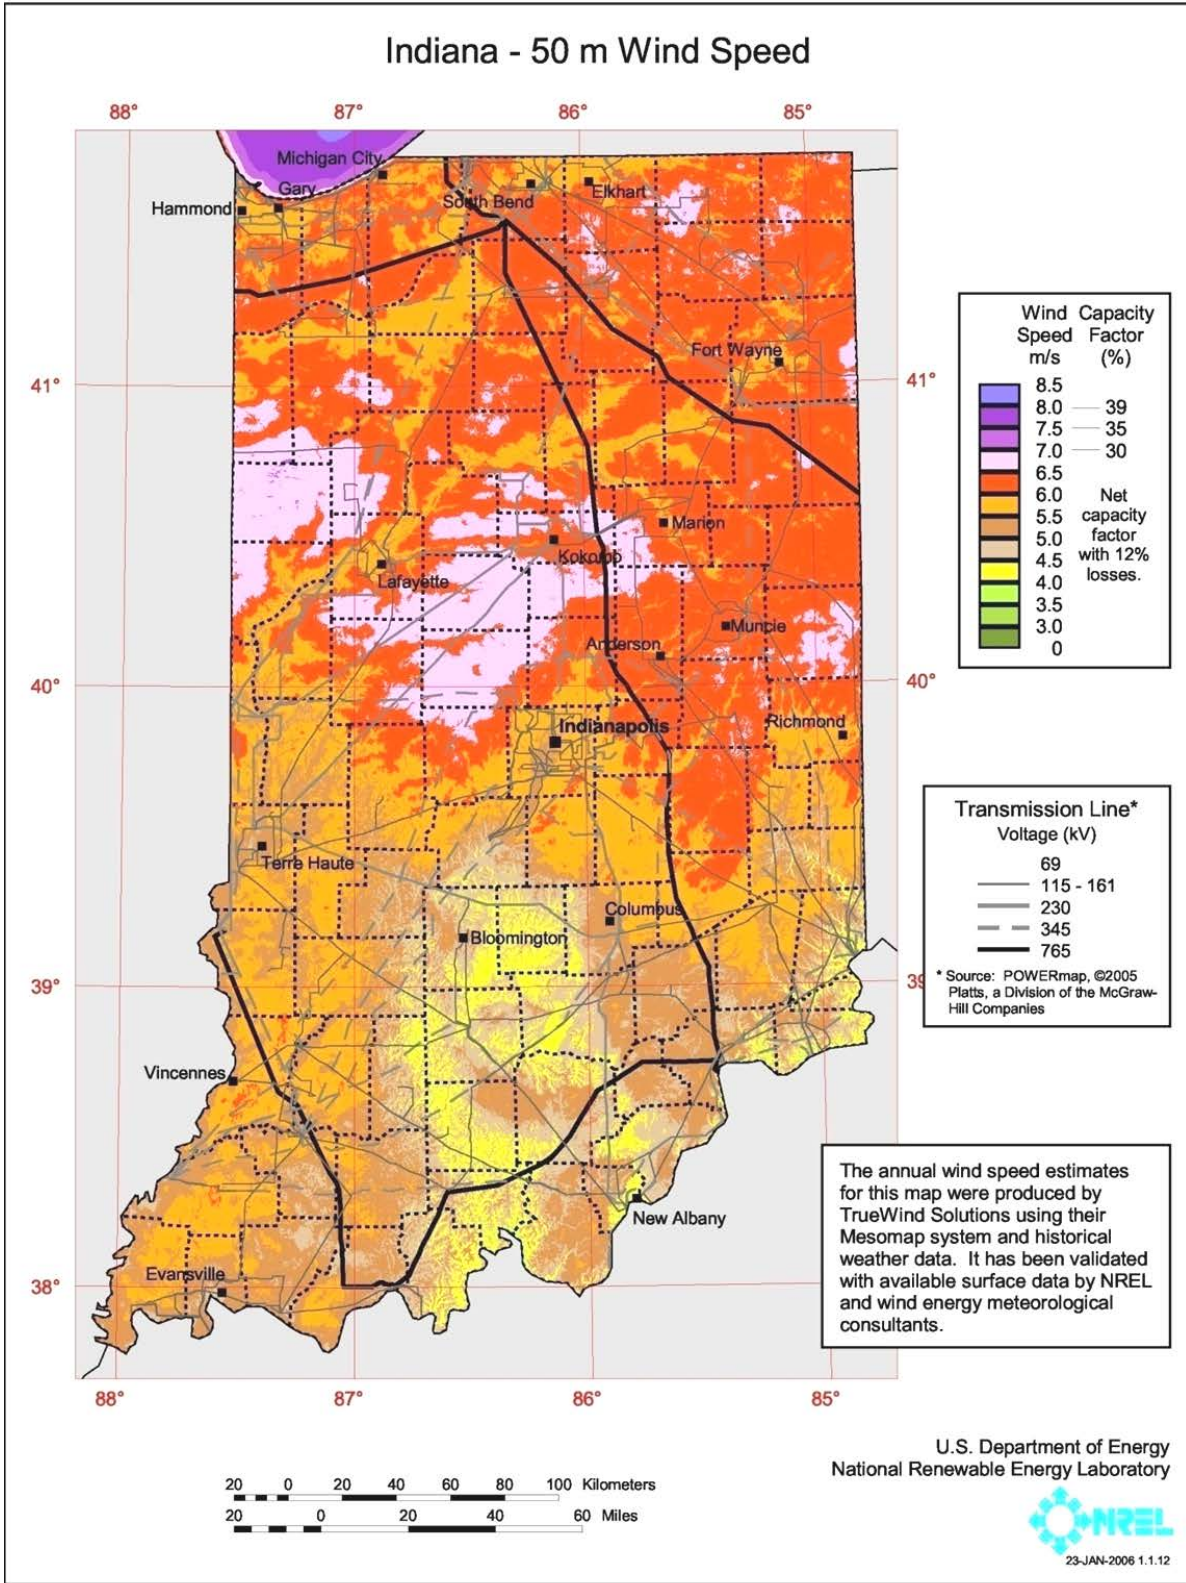 Indiana - 50 m Wind Speed
88° 87° 86° 85°
Michigan City
Gary
Hammond
South Bend
Elkhart
Fort Wayne
41° 41°
Marion
Kokomo
Lafayette
Muncie
Anderson
40° 40°
Richmond
Indianapolis
Terre Haute
Columbus
Bloomington
39° 39
Vincennes
New Albany
38°
Evansville
88° 87° 86° 85°
Wind Capacity
Speed Factor
m/s (%)
8.5
8.0 39
7.5 35
7.0 30
6.5
6.0
5.5
5.0
4.5
4.0
3.5
3.0
0
Net
capacity
factor
with 12%
losses.
Transmission Line*
Voltage (kV)
69
115 - 161
230
345
765
* Source: POWERmap, ©2005
Platts, a Division of the McGraw-
Hill Companies
The annual wind speed estimates
for this map were produced by
TrueWind Solutions using their
Mesomap system and historical
weather data. It has been validated
with available surface data by NREL
and wind energy meteorological
consultants.
U.S. Department of Energy
National Renewable Energy Laboratory
20 0 20 40 60 80 100 Kilometers
20 0 20 40 60 Miles
NREL
23-JAN-2006 1.1.12